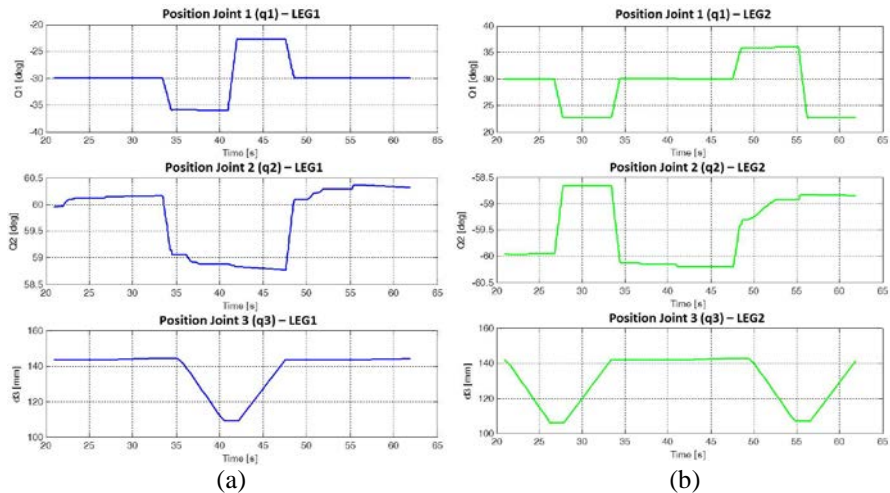 Position Joint 1 (q1) – LEG1
-20
-25
-30
-35
-40
Q1 [deg]
20 25 30 35 40 45 50 55 60 65
Time [s]
Position Joint 2 (q2) – LEG1
60.5
60
59
58.5
Q2 [deg]
20 25 30 35 40 45 50 55 60 65
Time [s]
Position Joint 3 (q3) – LEG1
160
140
120
100
d3 [mm]
20 25 30 35 40 45 50 55 60 65
Time [s]
(a)
Position Joint 1 (q1) – LEG2
40
35
30
25
20
Q1 [deg]
20 25 30 35 40 45 50 55 60 65
Time [s]
Position Joint 2 (q2) – LEG2
-58.5
-59
-60
-60.5
Q2 [deg]
20 25 30 35 40 45 50 55 60 65
Time [s]
Position Joint 3 (q3) – LEG2
160
140
120
100
d3 [mm]
20 25 30 35 40 45 50 55 60 65
Time [s]
(b)